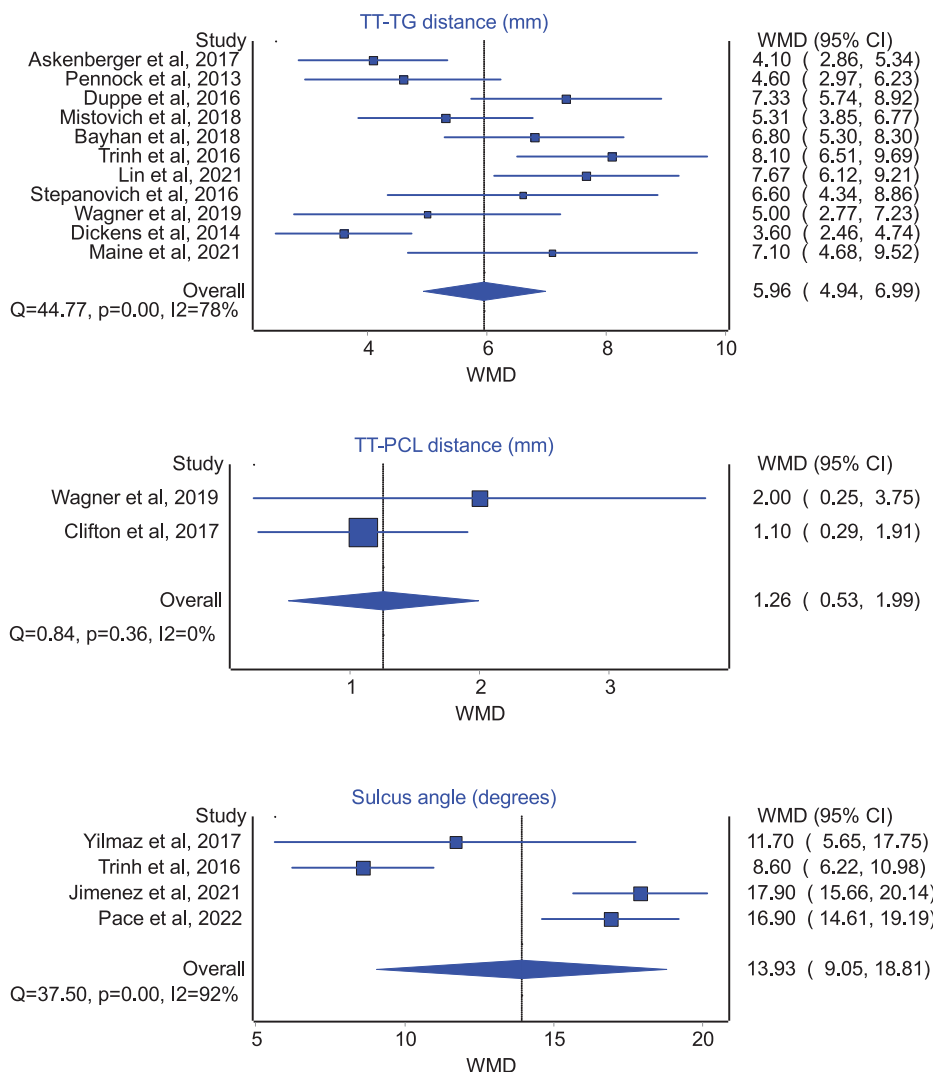 TT-TG distance (mm)
Study WMD (95% CI)
Askenberger et al, 2017 4.10 ( 2.86, 5.34)
Pennock et al, 2013 4.60 ( 2.97, 6.23)
Duppe et al, 2016 7.33 ( 5.74, 8.92)
Mistovich et al, 2018 5.31 ( 3.85, 6.77)
Bayhan et al, 2018 6.80 ( 5.30, 8.30)
Trinh et al, 2016 8.10 ( 6.51, 9.69)
Lin et al, 2021 7.67 ( 6.12, 9.21)
Stepanovich et al, 2016 6.60 ( 4.34, 8.86)
Wagner et al, 2019 5.00 ( 2.77, 7.23)
Dickens et al, 2014 3.60 ( 2.46, 4.74)
Maine et al, 2021 7.10 ( 4.68, 9.52)
Overall 5.96 ( 4.94, 6.99)
Q=44.77, p=0.00, I2=78%
4 6 8 10
WMD
TT-PCL distance (mm)
Study WMD (95% CI)
Wagner et al, 2019 2.00 ( 0.25, 3.75)
Clifton et al, 2017 1.10 ( 0.29, 1.91)
Overall 1.26 ( 0.53, 1.99)
Q=0.84, p=0.36, I2=0%
1 2 3
WMD
Sulcus angle (degrees)
Study WMD (95% CI)
Yilmaz et al, 2017 11.70 ( 5.65, 17.75)
Trinh et al, 2016 8.60 ( 6.22, 10.98)
Jimenez et al, 2021 17.90 ( 15.66, 20.14)
Pace et al, 2022 16.90 ( 14.61, 19.19)
Overall 13.93 ( 9.05, 18.81)
Q=37.50, p=0.00, I2=92%
5 10 15 20
WMD